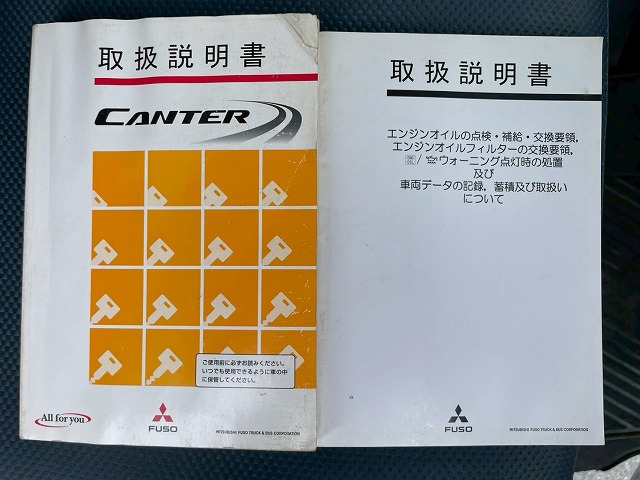 取扱説明書
CANTER
ご使用前に必ずお読みください。
いつでも使用できるように車の中
に保管してください。
All for you
FUSO
MITSUBISHI FUSO TRUCK & BUS CORPORATION
取扱説明書
エンジンオイルの点検・補給・交換要領,
エンジンオイルフィルターの交換要領,
/ ウォーニング点灯時の処置
及び
車両データの記録，蓄積及び取扱い
について
FUSO
MITSUBISHI FUSO TRUCK & BUS CORPORATION